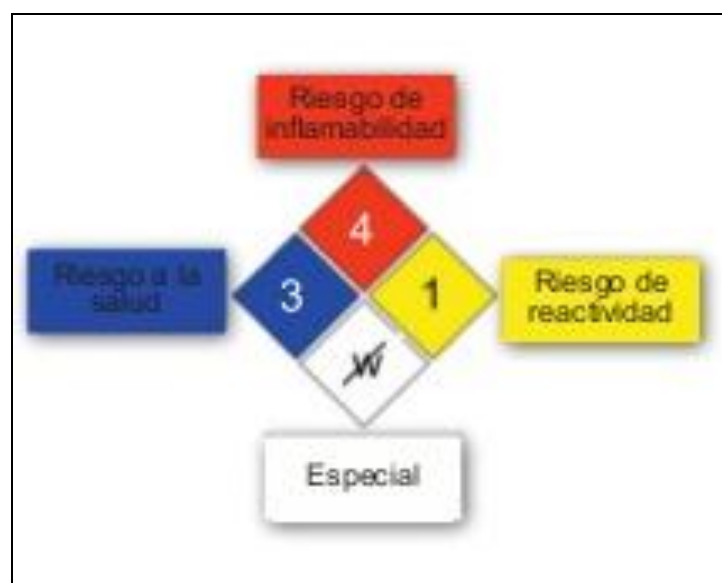 Riesgo de
inflamabilidad
4
Riesgo a la
salud
3
1
Riesgo de
reactividad
W
Especial